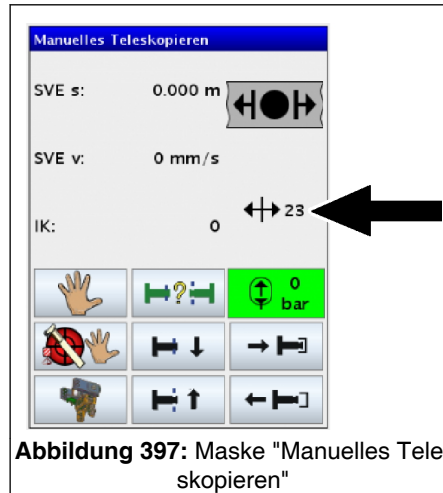 Manuelles Teleskopieren
SVE s: 0.000 m
SVE v: 0 mm/s
23
IK: 0
?
0
bar
Abbildung 397: Maske "Manuelles Tele
skopieren"